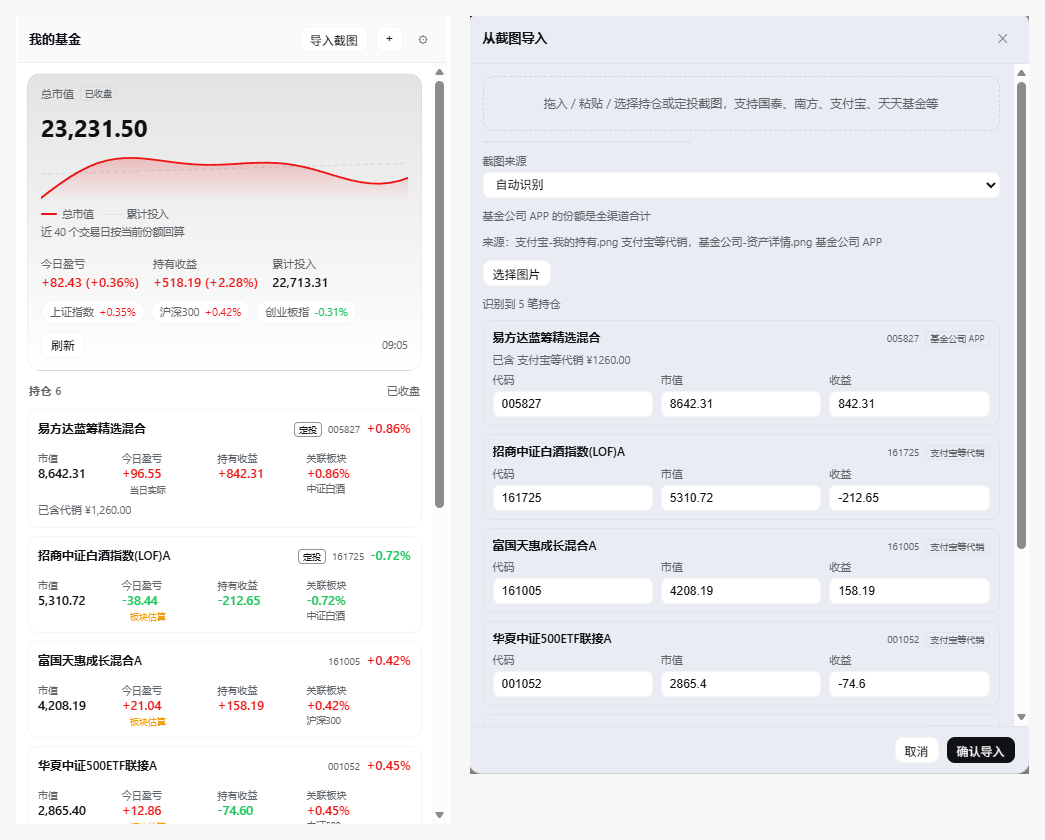 我的基金
导入截图
+
总市值 已收盘
23,231.50
总市值 累计投入
近 40 个交易日按当前份额回算
今日盈亏 持有收益 累计投入
+82.43 (+0.36%) +518.19 (+2.28%) 22,713.31
上证指数 +0.35% 沪深300 +0.42% 创业板指 -0.31%
刷新 09:05
持仓 6 已收盘
易方达蓝筹精选混合 定投 005827 +0.86%
市值 今日盈亏 持有收益 关联板块
8,642.31 +96.55 +842.31 +0.86%
当日实际 中证白酒
已含代销 ¥1,260.00
招商中证白酒指数(LOF)A 定投 161725 -0.72%
市值 今日盈亏 持有收益 关联板块
5,310.72 -38.44 -212.65 -0.72%
板块估算 中证白酒
富国天惠成长混合A 161005 +0.42%
市值 今日盈亏 持有收益 关联板块
4,208.19 +21.04 +158.19 +0.42%
板块估算 沪深300
华夏中证500ETF联接A 001052 +0.45%
市值 今日盈亏 持有收益 关联板块
2,865.40 +12.86 -74.60 +0.45%
从截图导入
拖入 / 粘贴 / 选择持仓或定投截图，支持国泰、南方、支付宝、天天基金等
截图来源
自动识别
基金公司 APP 的份额是全渠道合计
来源：支付宝-我的持有.png 支付宝等代销，基金公司-资产详情.png 基金公司 APP
选择图片
识别到 5 笔持仓
易方达蓝筹精选混合 005827 基金公司 APP
已含 支付宝等代销 ¥1260.00
代码 市值 收益
005827 8642.31 842.31
招商中证白酒指数(LOF)A 161725 支付宝等代销
代码 市值 收益
161725 5310.72 -212.65
富国天惠成长混合A 161005 支付宝等代销
代码 市值 收益
161005 4208.19 158.19
华夏中证500ETF联接A 001052 支付宝等代销
代码 市值 收益
001052 2865.4 -74.6
取消 确认导入